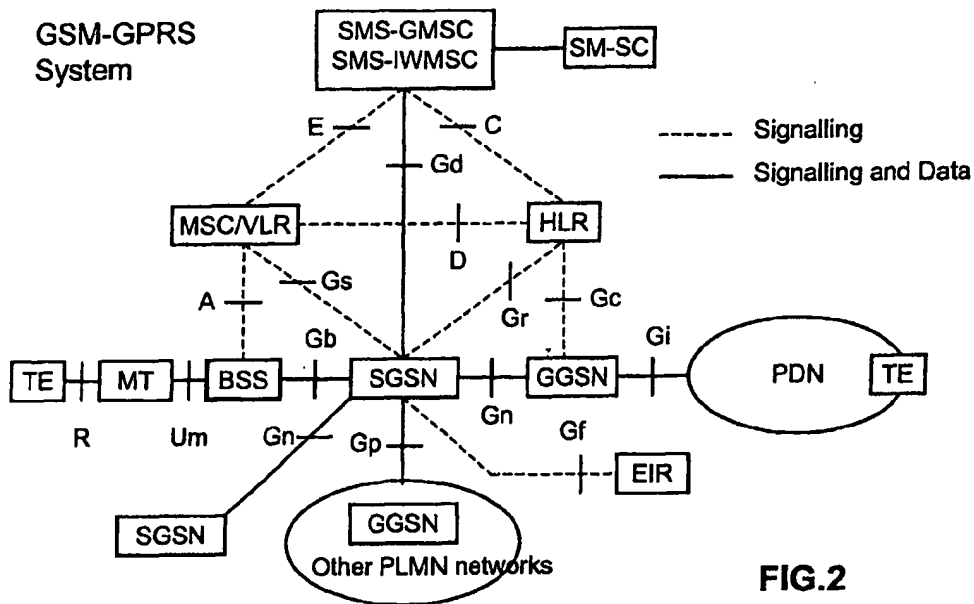 GSM-GPRS
System
SMS-GMSC
SMS-IWMSC
SM-SC
E
C
Gd
Signalling
Signalling and Data
MSC/VLR
HLR
D
Gs
A
Gr
Gc
Gb
Gi
TE
MT
BSS
SGSN
GGSN
PDN
TE
R
Um
Gn
Gp
Gn
Gf
EIR
SGSN
GGSN
Other PLMN networks
FIG.2